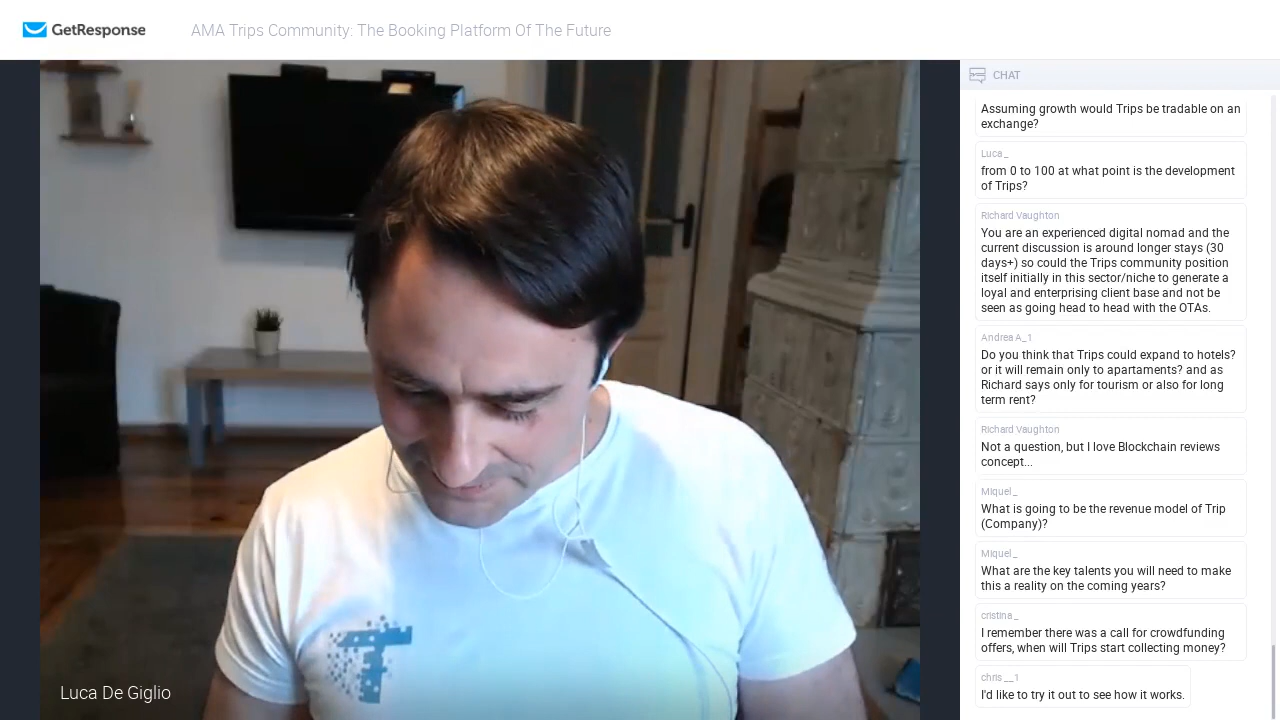 GetResponse
AMA Trips Community: The Booking Platform Of The Future
CHAT
Assuming growth would Trips be tradable on an
exchange?
Luca _
from 0 to 100 at what point is the development
of Trips?
Richard Vaughton
You are an experienced digital nomad and the
current discussion is around longer stays (30
days+) so could the Trips community position
itself initially in this sector/niche to generate a
loyal and enterprising client base and not be
seen as going head to head with the OTAs.
Andrea A_1
Do you think that Trips could expand to hotels?
or it will remain only to apartaments? and as
Richard says only for tourism or also for long
term rent?
Richard Vaughton
Not a question, but I love Blockchain reviews
concept...
Miquel _
What is going to be the revenue model of Trip
(Company)?
Miquel _
What are the key talents you will need to make
this a reality on the coming years?
cristina _
I remember there was a call for crowdfunding
offers, when will Trips start collecting money?
chris __1
I'd like to try it out to see how it works.
T
Luca De Giglio